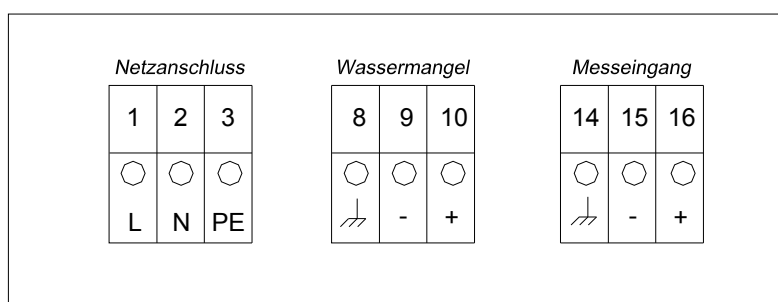 Netzanschluss Wassermangel Messeingang
1 2 3 8 9 10 14 15 16
L N PE - + - +